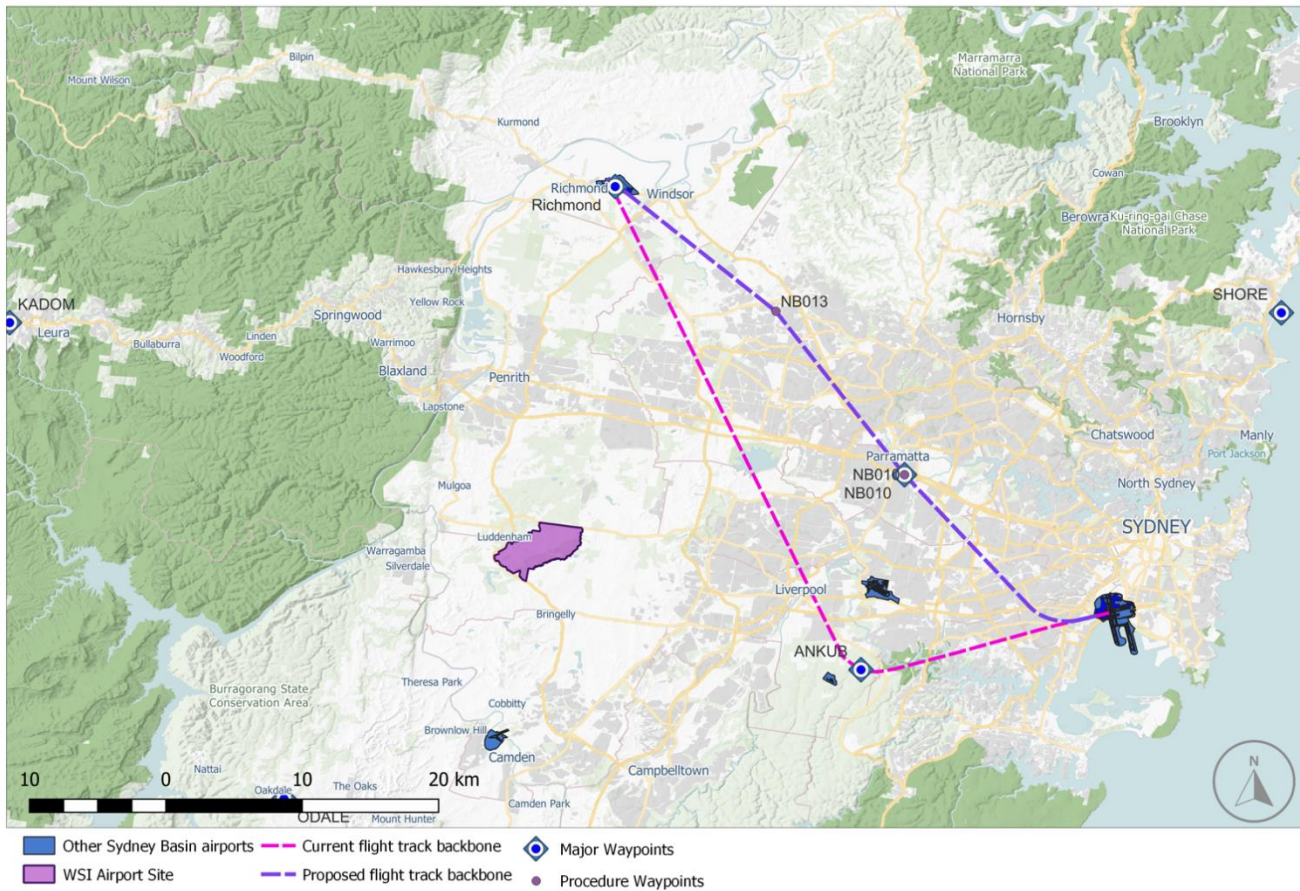 Marramarra
National Park
Bilpin
Mount Wilson
Brooklyn
Kurmond
Cowan
Richmond
Windsor
Richmond
Berowra
Ku-ring-gai Chase
National Park
Hawkesbury Heights
Yellow Rock
KADOM
NB013
SHORE
Springwood
Hornsby
Leura
Linden
Bullaburra
Woodford
Warrimoo
Blaxland
Penrith
Lapstone
Chatswood
Manly
Parramatta
Port Jackson
NB010
North Sydney
Mulgoa
NB010
SYDNEY
Luddenham
Warragamba
Silverdale
Liverpool
Bringelly
ANKUB
Theresa Park
Burragorang State
Conservation Area
Cobbitty
Brownlow Hill
Camden
Nattai
Campbelltown
N
10 0 10 20 km
Oakdale
The Oaks
Camden Park
ODALE
Mount Hunter
Other Sydney Basin airports
Current flight track backbone
Major Waypoints
WSI Airport Site
Proposed flight track backbone
Procedure Waypoints